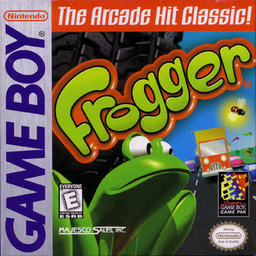 Nintendo®
The Arcade Hit Classic!
GAME BOY®
Frogger
EVERYONE
E
ESRB
MAJESCO SALES, INC.
GAME BOY
GAME PAK
Official
Nintendo
Seal of Quality